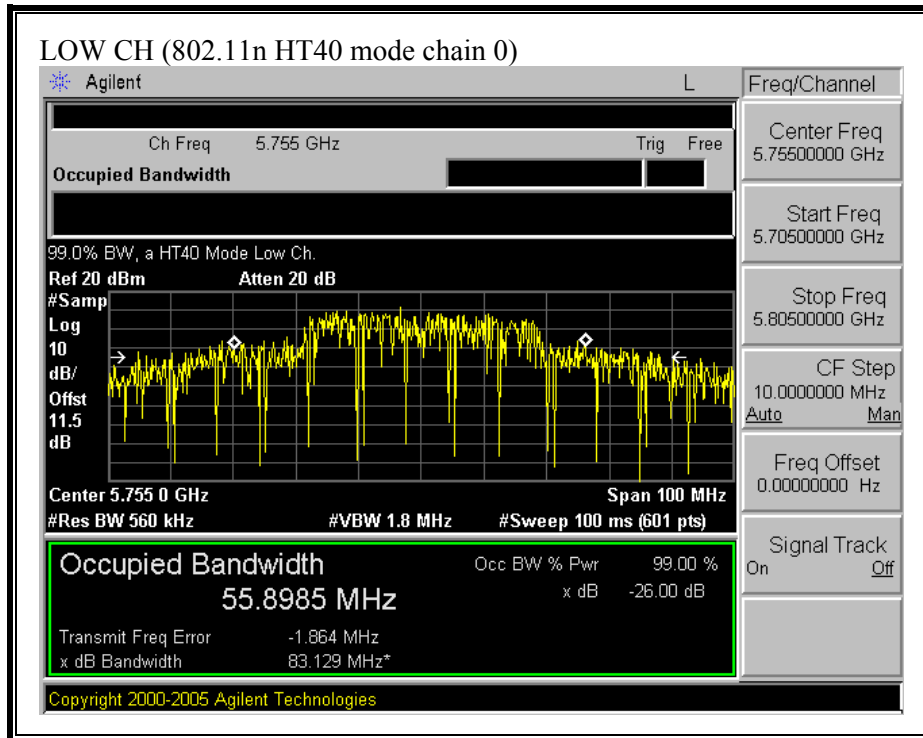 LOW CH (802.11n HT40 mode chain 0)
Agilent L Freq/Channel
Ch Freq 5.755 GHz Trig Free
Occupied Bandwidth
Center Freq
5.75500000 GHz
Start Freq
5.70500000 GHz
Stop Freq
5.80500000 GHz
CF Step
10.0000000 MHz
Auto Man
Freq Offset
0.00000000 Hz
Signal Track
On Off
99.0% BW, a HT40 Mode Low Ch.
Ref 20 dBm Atten 20 dB
#Samp
Log
10
dB/
Offst
11.5
dB
Center 5.755 0 GHz Span 100 MHz
#Res BW 560 kHz #VBW 1.8 MHz #Sweep 100 ms (601 pts)
Occupied Bandwidth Occ BW % Pwr 99.00 %
55.8985 MHz x dB -26.00 dB
Transmit Freq Error -1.864 MHz
x dB Bandwidth 83.129 MHz*
Copyright 2000-2005 Agilent Technologies